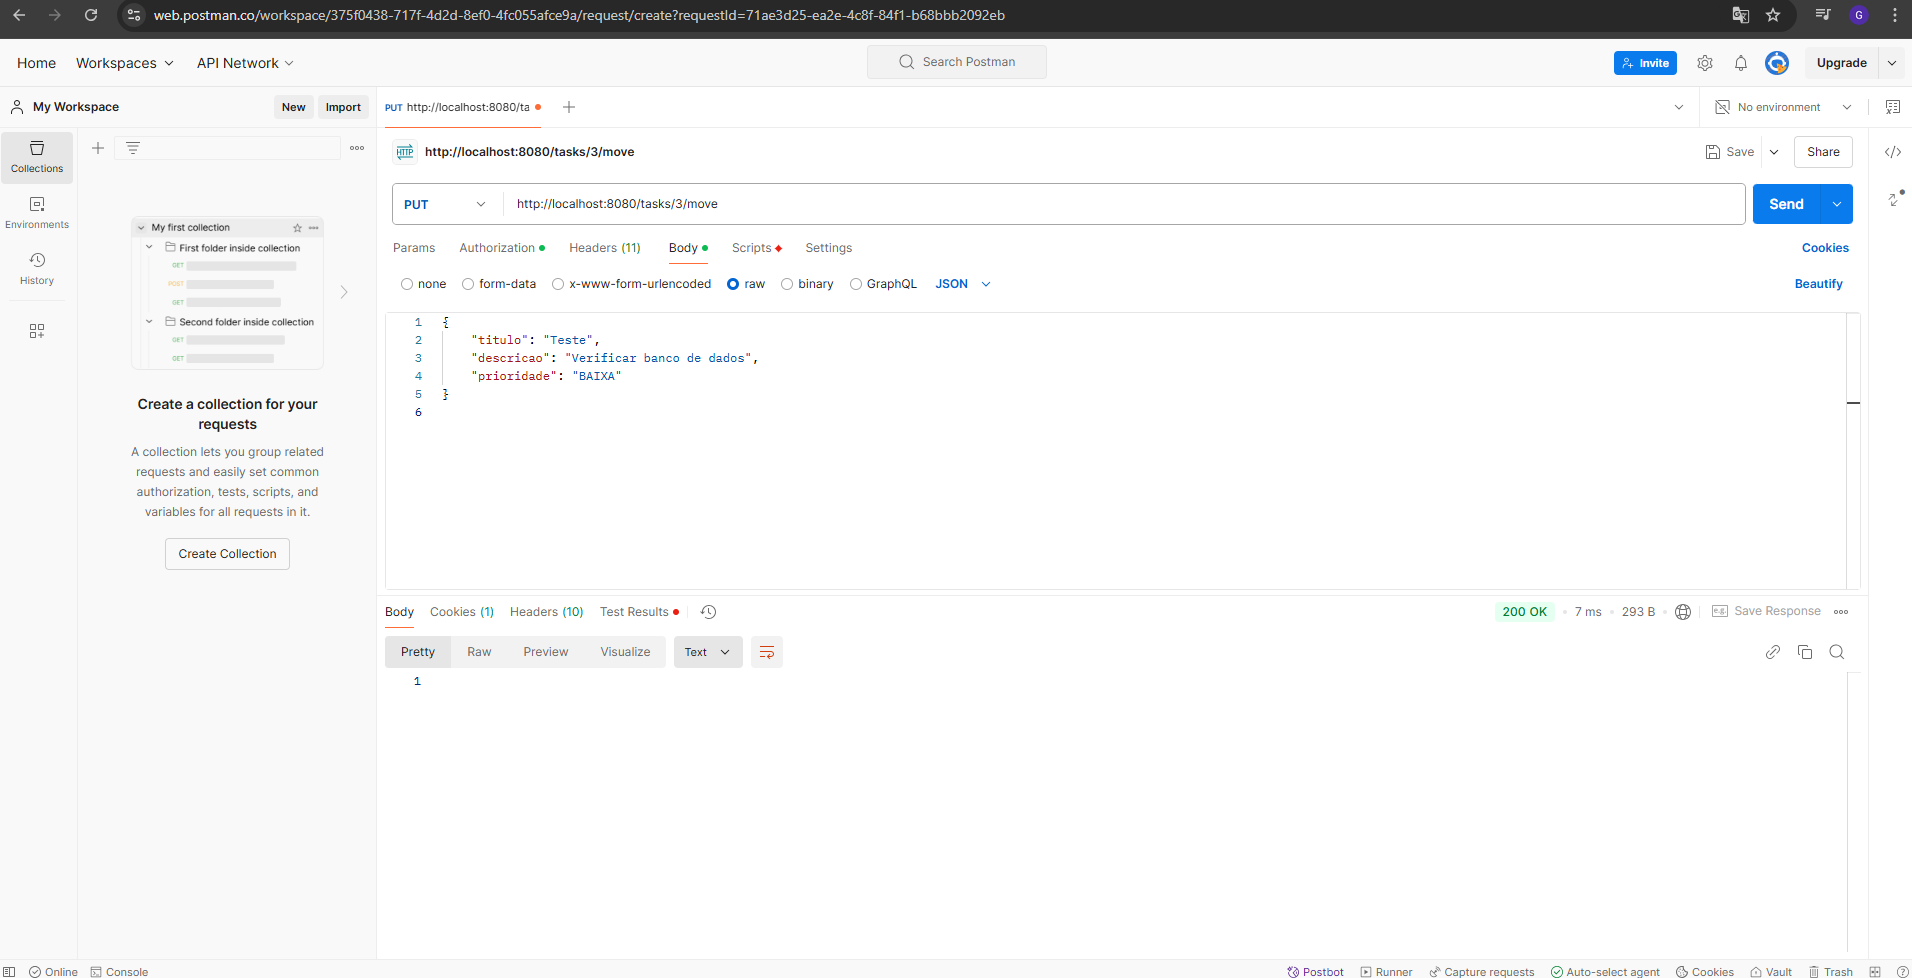 web.postman.co/workspace/375f0438-717f-4d2d-8ef0-4fc055afce9a/request/create?requestId=71ae3d25-ea2e-4c8f-84f1-b68bbb2092eb
G
Home Workspaces API Network
Search Postman
Invite
Upgrade
My Workspace
New Import
PUT http://localhost:8080/ta
No environment
Collections
Environments
History
My first collection
First folder inside collection
GET
POST
GET
Second folder inside collection
GET
GET
Create a collection for your
requests
A collection lets you group related
requests and easily set common
authorization, tests, scripts, and
variables for all requests in it.
Create Collection
HTTP http://localhost:8080/tasks/3/move
Save Share
PUT http://localhost:8080/tasks/3/move
Send
Params Authorization Headers (11) Body Scripts Settings
Cookies
none form-data x-www-form-urlencoded raw binary GraphQL JSON
Beautify
1 {
2 "titulo": "Teste",
3 "descricao": "Verificar banco de dados",
4 "prioridade": "BAIXA"
5 }
6
Body Cookies (1) Headers (10) Test Results
200 OK 7 ms 293 B e.g. Save Response
Pretty Raw Preview Visualize Text
1
Online Console
Postbot Runner Capture requests Auto-select agent Cookies Vault Trash